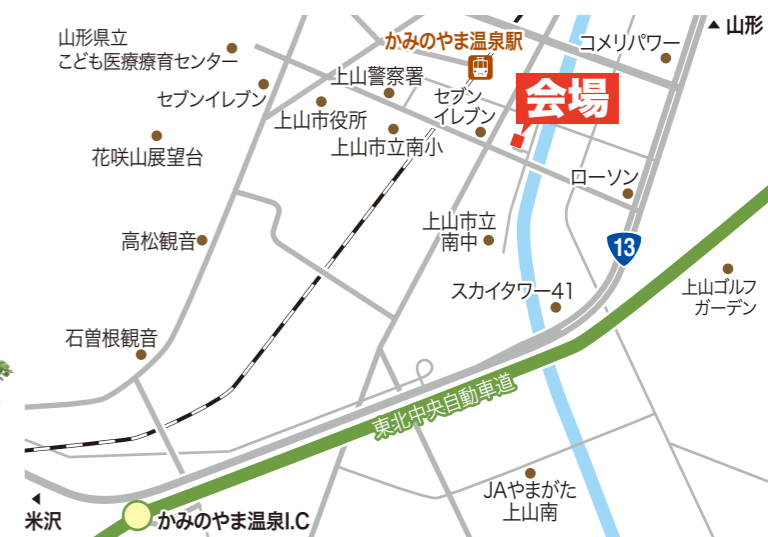 ▲ 山形
山形県立
こども医療療育センター
かみのやま温泉駅
コメリパワー
上山警察署
セブンイレブン
セブン
イレブン
会場
上山市役所
上山市立南小
花咲山展望台
ローソン
高松観音
上山市立
南中
13
スカイタワー41
上山ゴルフ
ガーデン
石曽根観音
東北中央自動車道
JAやまがた
上山南
◀
米沢
かみのやま温泉I.C